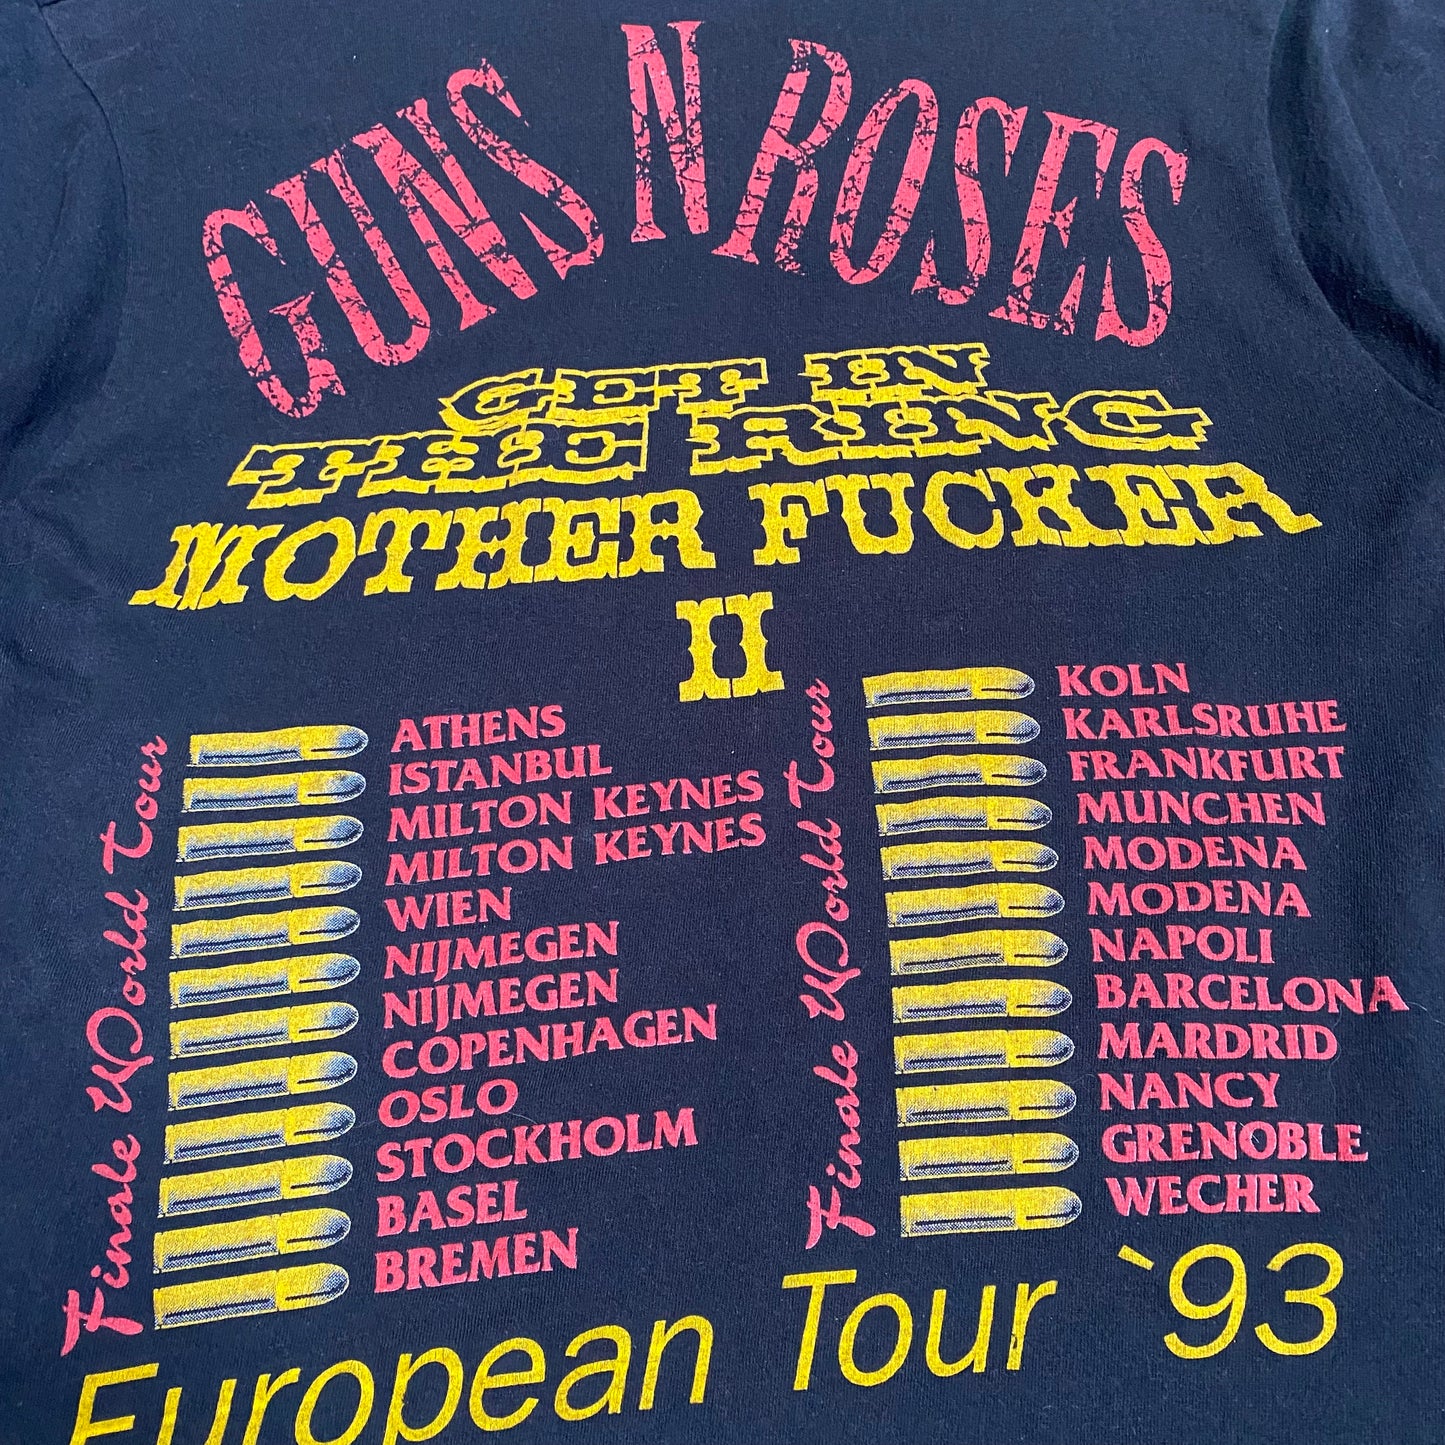 GUNS N ROSES
GET IN
THE RING
MOTHER FUCKER
II
Finale World Tour
ATHENS
ISTANBUL
MILTON KEYNES
MILTON KEYNES
WIEN
NIJMEGEN
NIJMEGEN
COPENHAGEN
OSLO
STOCKHOLM
BASEL
BREMEN
Finale World Tour
KOLN
KARLSRUHE
FRANKFURT
MUNCHEN
MODENA
MODENA
NAPOLI
BARCELONA
MARDRID
NANCY
GRENOBLE
WECHER
European Tour `93